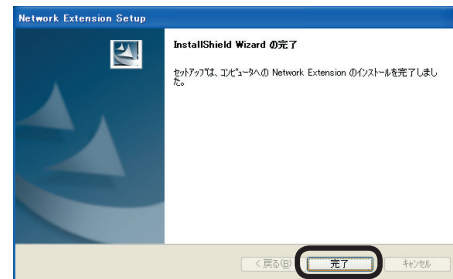 Network Extension Setup
InstallShield Wizard の完了
セットアップは、コンピュータへの Network Extension のインストールを完了しまし
た。
< 戻る(B)
完了
キャンセル